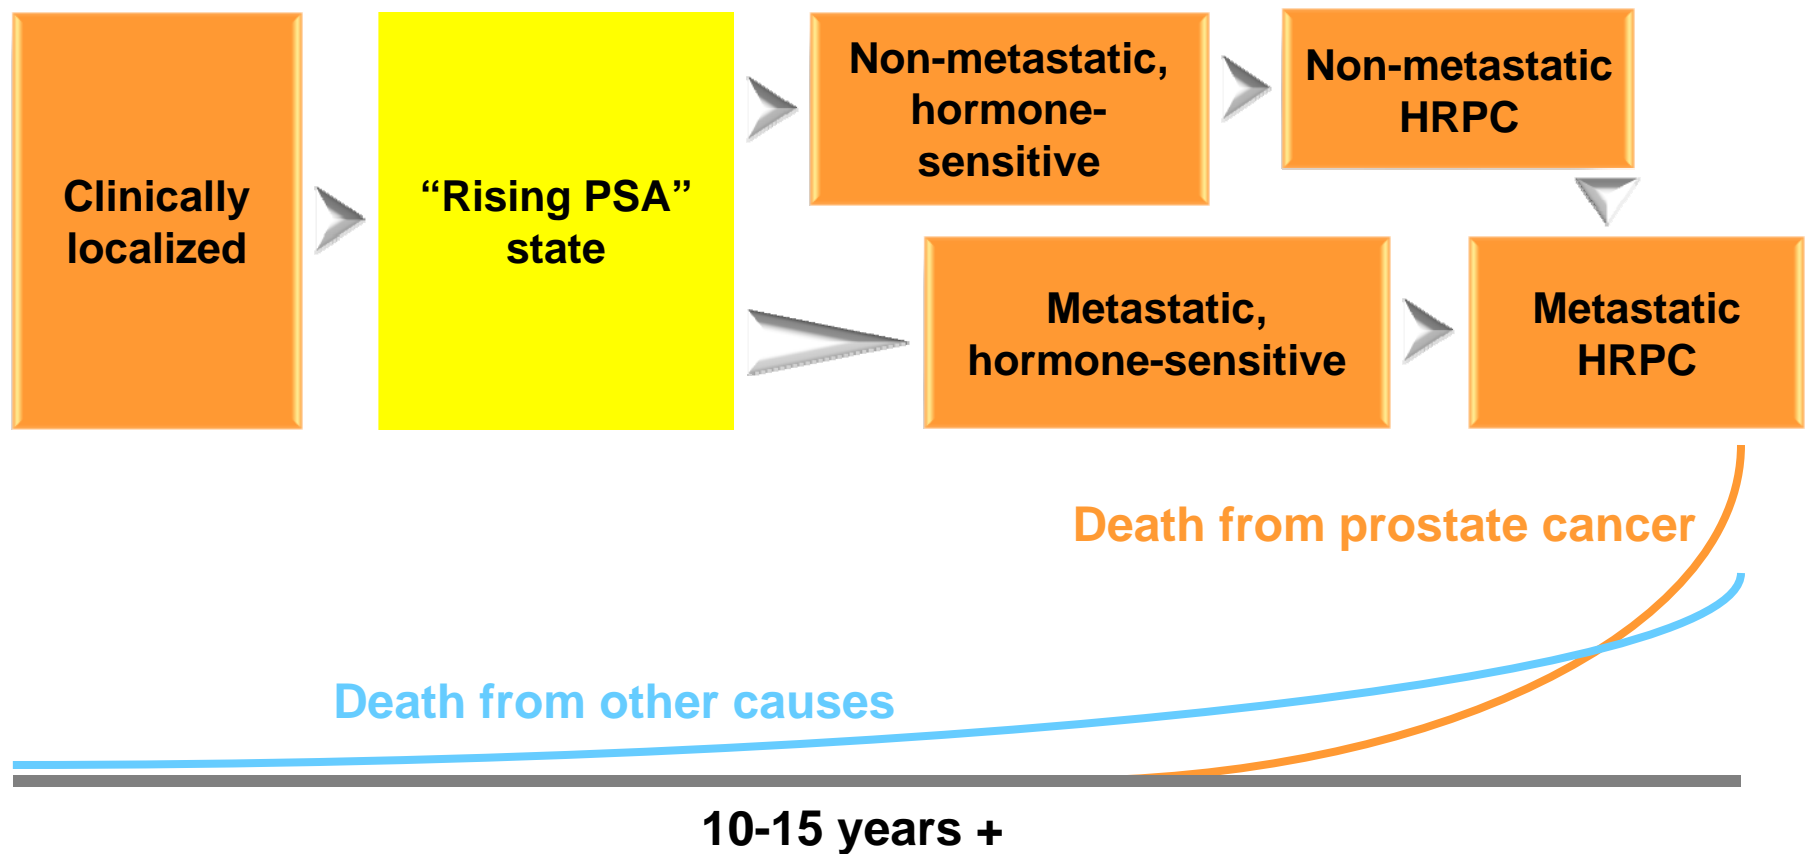 Clinically
localized
“Rising PSA”
state
Non-metastatic,
hormone-
sensitive
Non-metastatic
HRPC
Metastatic,
hormone-sensitive
Metastatic
HRPC
Death from prostate cancer
Death from other causes
10-15 years +